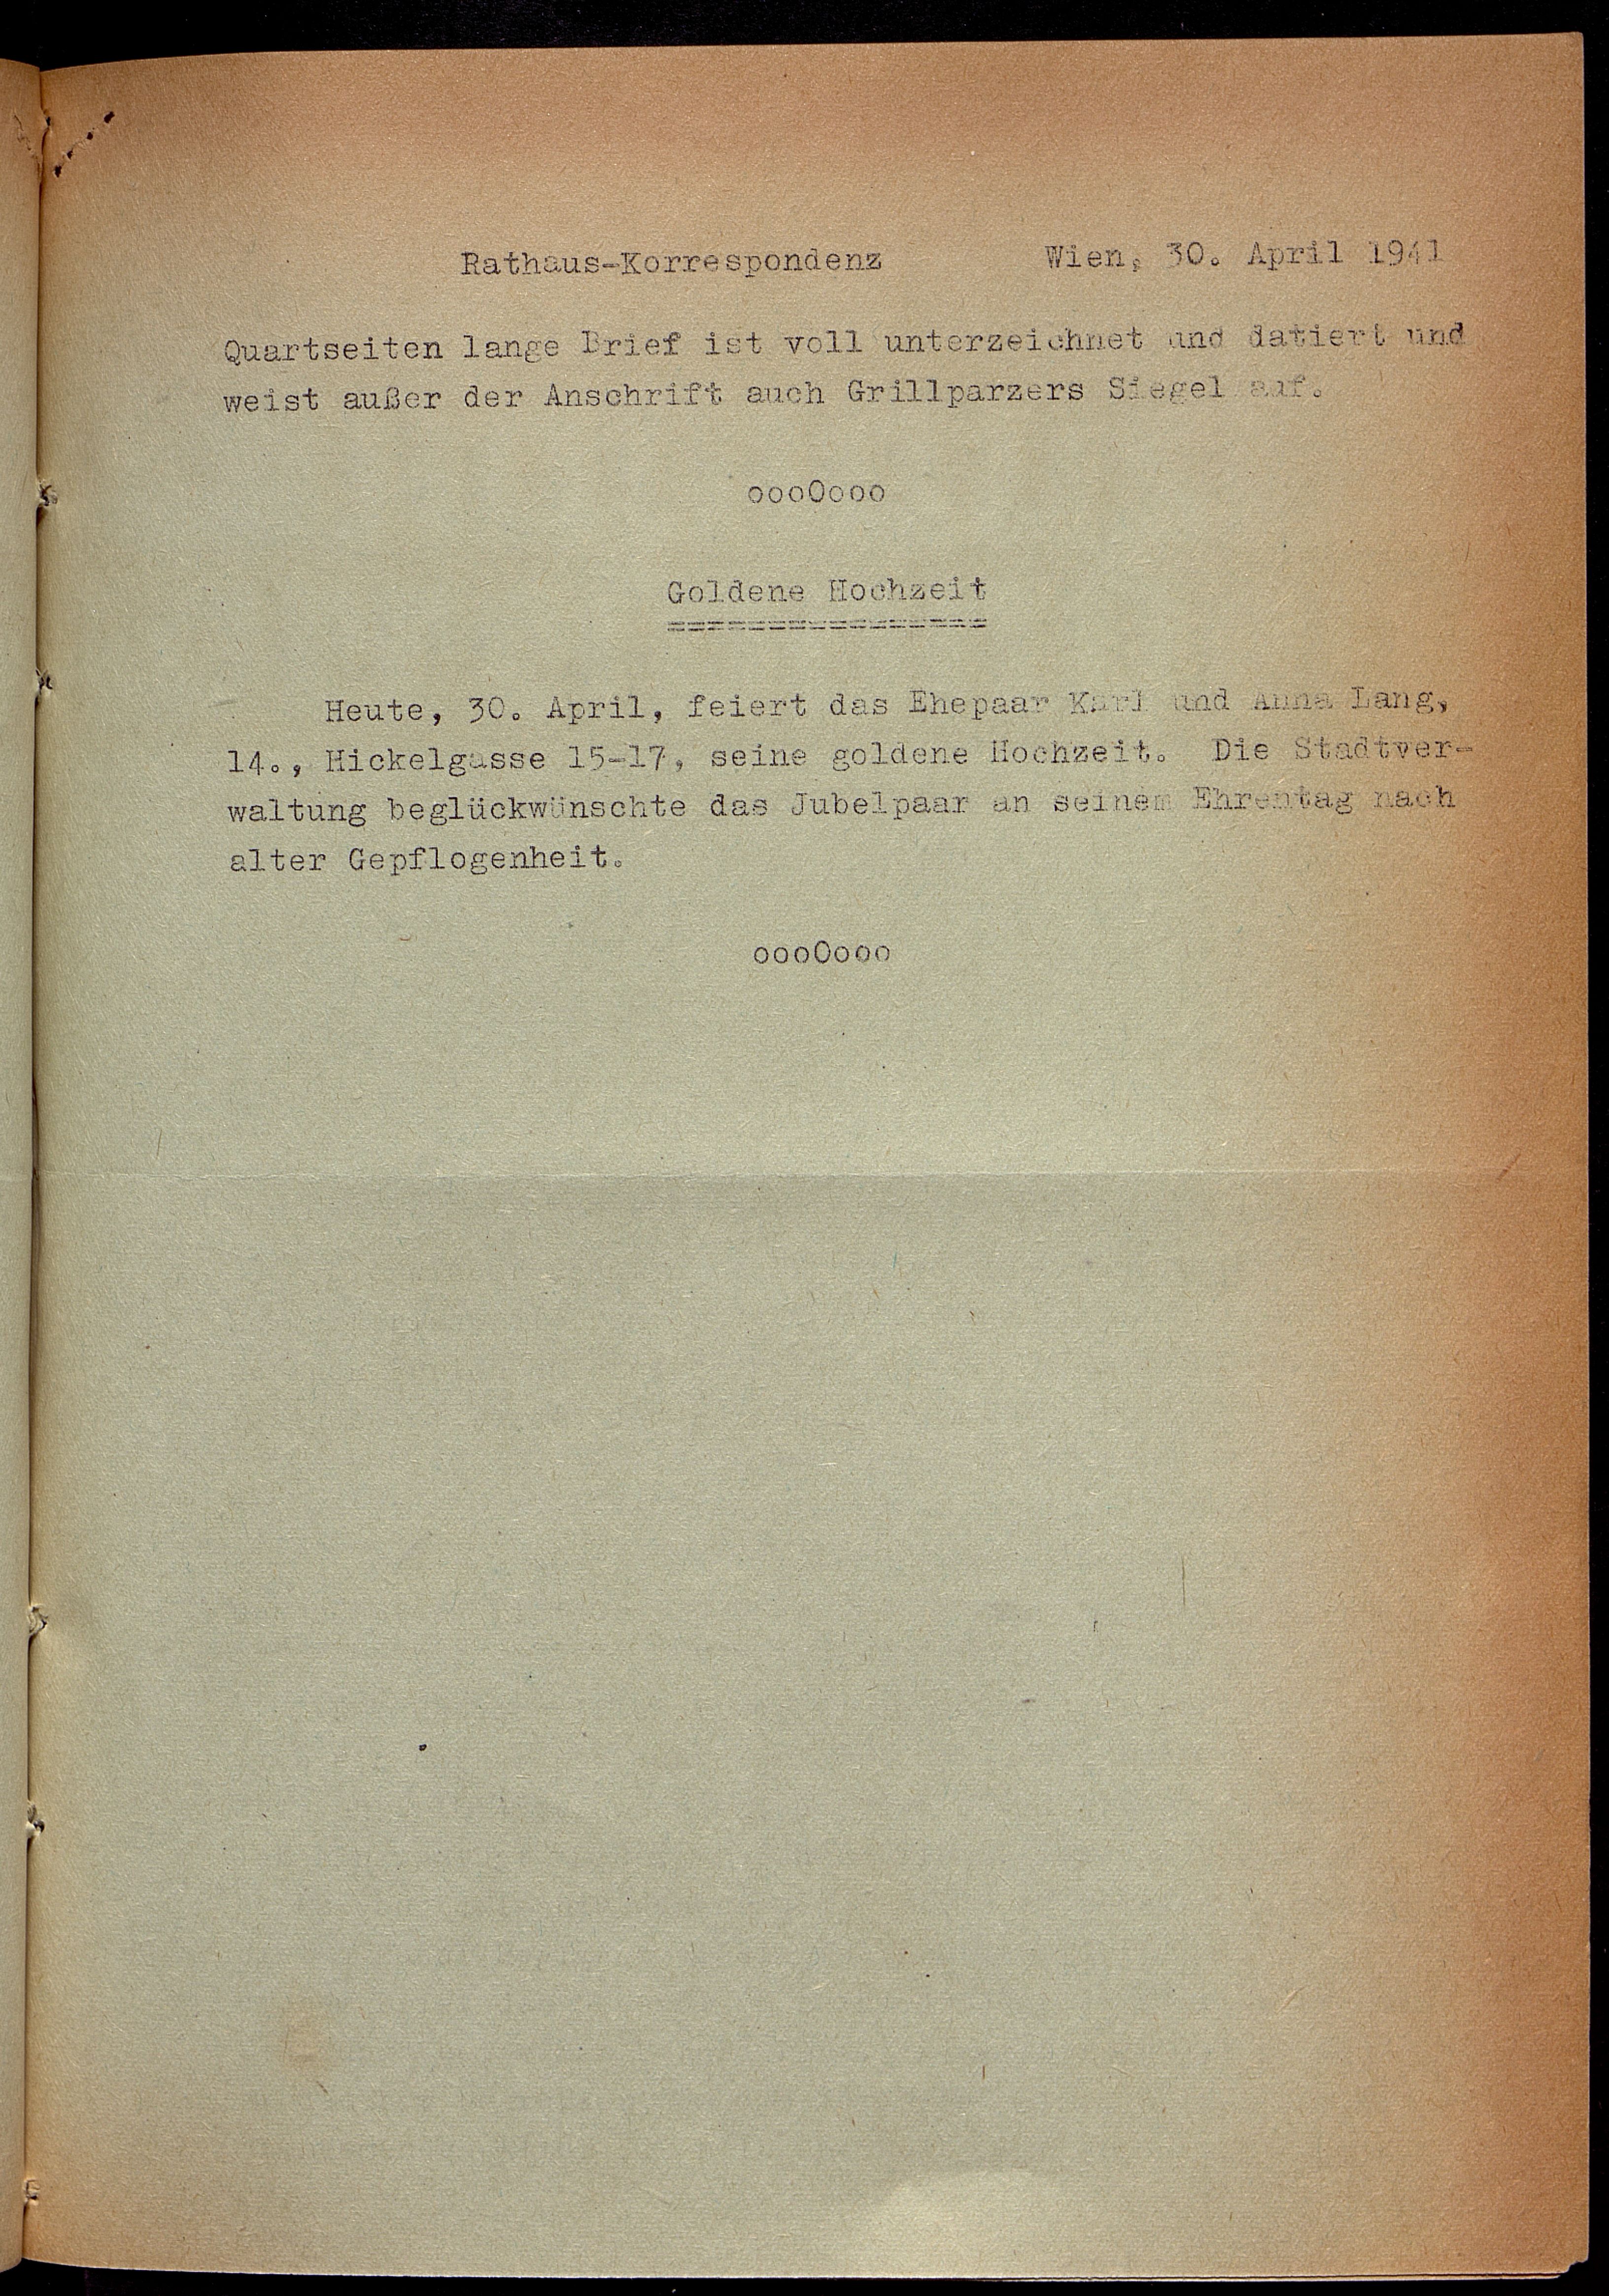 Rathaus-Korrespondenz Wien, 30. April 1941
Quartseiten lange Brief ist voll unterzeichnet und datiert und
weist außer der Anschrift auch Grillparzers Siegel auf.
oooOooo
Goldene Hochzeit
================
Heute, 30. April, feiert das Ehepaar Karl und Anna Lang,
14., Hickelgasse 15-17, seine goldene Hochzeit. Die Stadtver-
waltung beglückwünschte das Jubelpaar an seinem Ehrentag nach
alter Gepflogenheit.
oooOooo